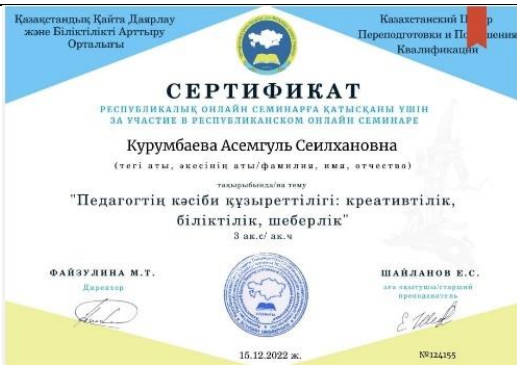 Қазақстандық Қайта Даярлау
және Біліктілікті Арттыру
Орталығы
Казахстанский
Переподготовки и
Квалификации
СЕРТИФИКАТ
РЕСПУБЛИКАЛЫҚ ОНЛАЙН СЕМИНАРҒА ҚАТЫСҚАНЫ ҮШІН
ЗА УЧАСТИЕ В РЕСПУБЛИКАНСКОМ ОНЛАЙН СЕМИНАРЕ
Курумбаева Асемгуль Сеилхановна
(тегі аты, әкесінің аты/фамилия, имя, отчество)
тақырыбында/на тему
"Педагогтің кәсіби құзыреттілігі: креативтілік,
біліктілік, шеберлік"
3 ак.с/ ак.ч
ФАЙЗУЛИНА М.Т.
Директор
ШАЙЛАНОВ Е.С.
аға оқытушы/старший
преподаватель
15.12.2022 ж.
№124155